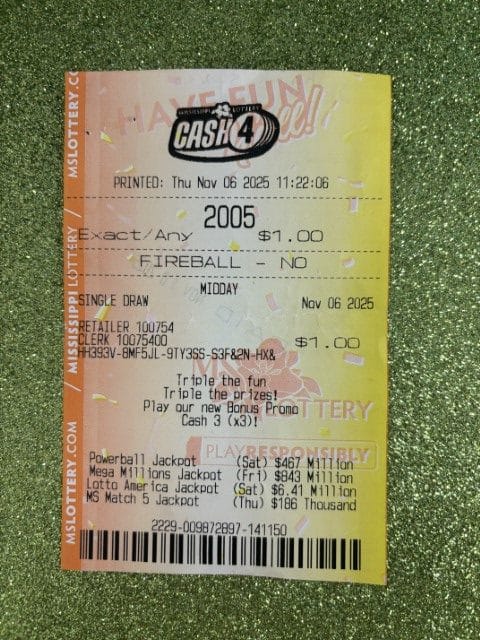 MISSISSIPPI LOTTERY
CASH 4
PRINTED: Thu Nov 06 2025 11:22:06
2005
Exact/Any $1.00
FIREBALL - NO
MIDDAY
SINGLE DRAW Nov 06 2025
RETAILER 100754
CLERK 10075400 $1.00
HH393V-8MF5JL-9TY3SS-S3F&2N-HX&
Triple the fun
Triple the prizes!
Play our new Bonus Promo
Cash 3 (x3)!
LOTTERY
PLAYRESPONSIBLY
Powerball Jackpot (Sat) $467 Million
Mega Millions Jackpot (Fri) $843 Million
Lotto America Jackpot (Sat) $6.41 Million
MS Match 5 Jackpot (Thu) $186 Thousand
2229-009872897-141150
MSLOTTERY.COM / MISSISSIPPI LOTTERY / MSLOTTERY.CO
HAVE FUN